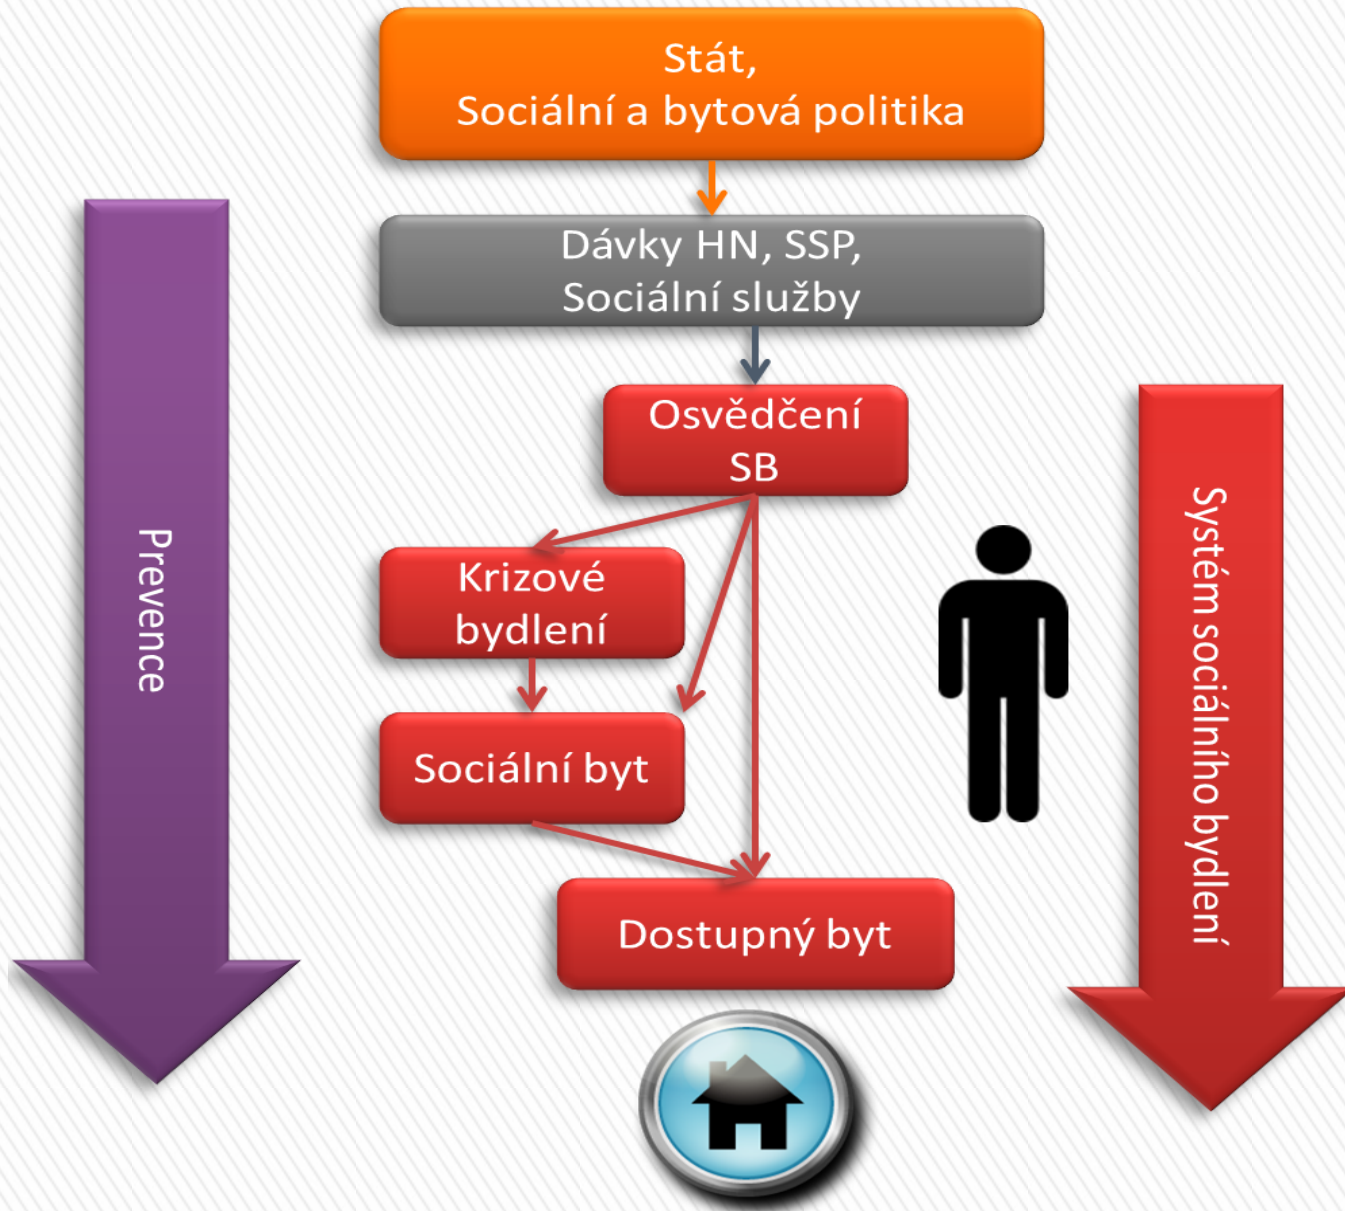 Stát,
Sociální a bytová politika
Dávky HN, SSP,
Sociální služby
Osvědčení
SB
Prevence
Krizové
bydlení
Systém sociálního bydlení
Sociální byt
Dostupný byt